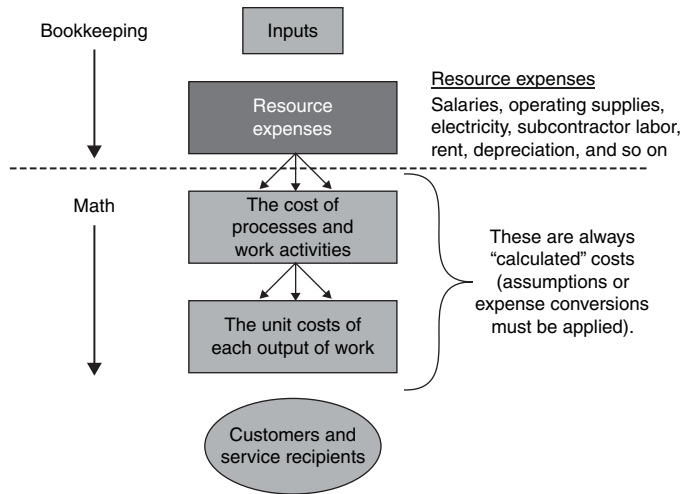 Bookkeeping
Inputs
Resource
expenses
Resource expenses
Salaries, operating supplies,
electricity, subcontractor labor,
rent, depreciation, and so on
Math
The cost of
processes and
work activities
These are always
“calculated” costs
(assumptions or
expense conversions
must be applied).
The unit costs of
each output of work
Customers and
service recipients